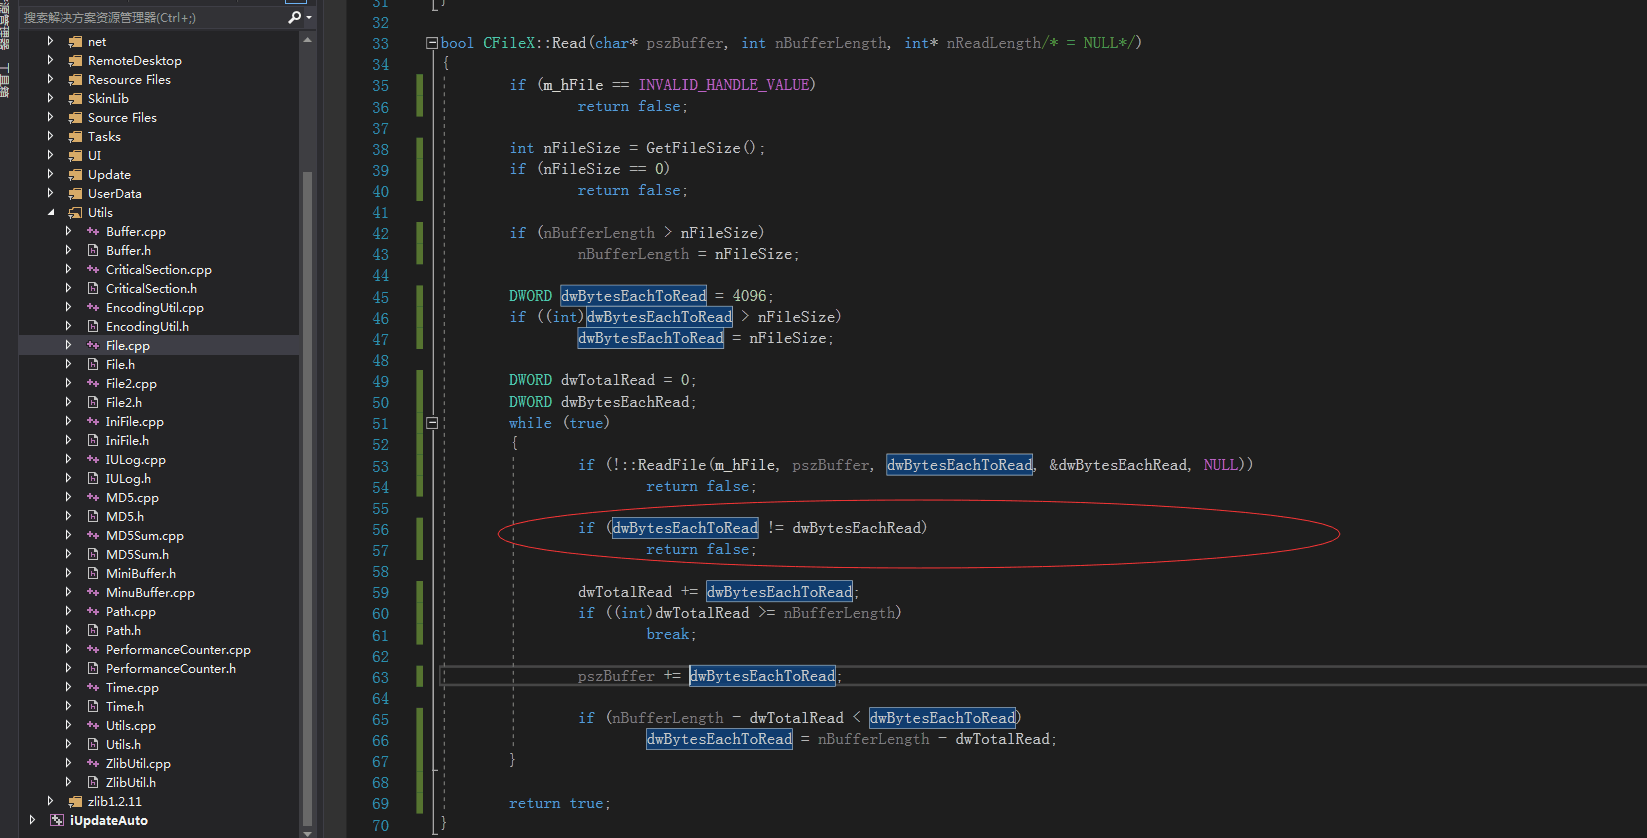 搜索解决方案资源管理器(Ctrl+;)
net
RemoteDesktop
Resource Files
SkinLib
Source Files
Tasks
UI
Update
UserData
Utils
Buffer.cpp
Buffer.h
CriticalSection.cpp
CriticalSection.h
EncodingUtil.cpp
EncodingUtil.h
File.cpp
File.h
File2.cpp
File2.h
IniFile.cpp
IniFile.h
IULog.cpp
IULog.h
MD5.cpp
MD5.h
MD5Sum.cpp
MD5Sum.h
MiniBuffer.h
MinuBuffer.cpp
Path.cpp
Path.h
PerformanceCounter.cpp
PerformanceCounter.h
Time.cpp
Time.h
Utils.cpp
Utils.h
ZlibUtil.cpp
ZlibUtil.h
zlib1.2.11
iUpdateAuto
工具箱
31 }
32
33 bool CFileX::Read(char* pszBuffer, int nBufferLength, int* nReadLength/* = NULL*/)
34 {
35 if (m_hFile == INVALID_HANDLE_VALUE)
36 return false;
37
38 int nFileSize = GetFileSize();
39 if (nFileSize == 0)
40 return false;
41
42 if (nBufferLength > nFileSize)
43 nBufferLength = nFileSize;
44
45 DWORD dwBytesEachToRead = 4096;
46 if ((int)dwBytesEachToRead > nFileSize)
47 dwBytesEachToRead = nFileSize;
48
49 DWORD dwTotalRead = 0;
50 DWORD dwBytesEachRead;
51 while (true)
52 {
53 if (!::ReadFile(m_hFile, pszBuffer, dwBytesEachToRead, &dwBytesEachRead, NULL))
54 return false;
55
56 if (dwBytesEachToRead != dwBytesEachRead)
57 return false;
58
59 dwTotalRead += dwBytesEachToRead;
60 if ((int)dwTotalRead >= nBufferLength)
61 break;
62
63 pszBuffer += dwBytesEachToRead;
64
65 if (nBufferLength - dwTotalRead < dwBytesEachToRead)
66 dwBytesEachToRead = nBufferLength - dwTotalRead;
67 }
68
69 return true;
70 }